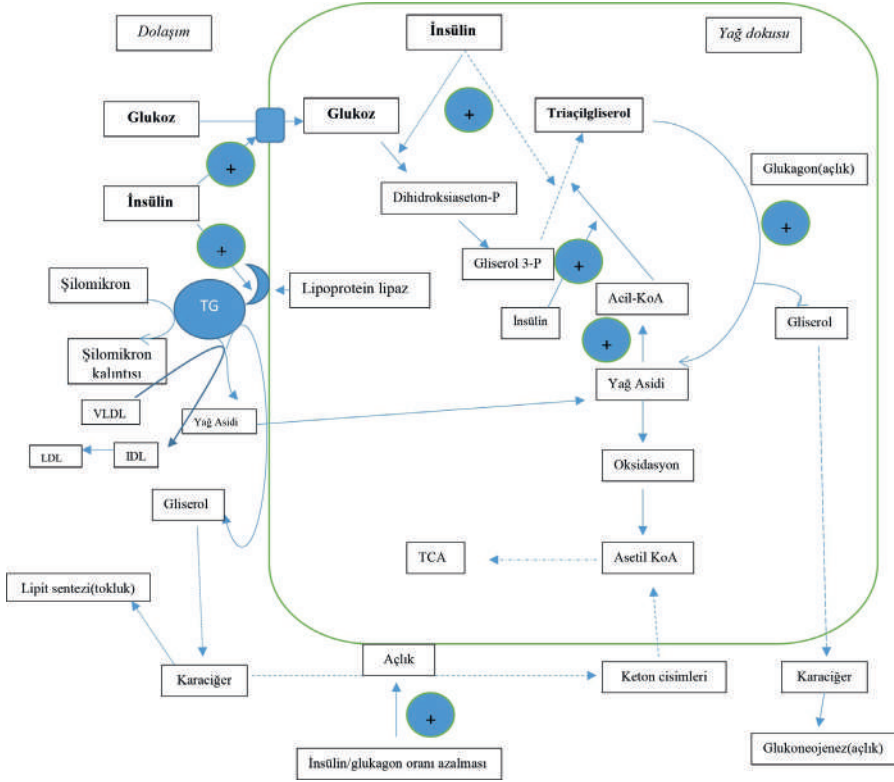 Dolaşım
İnsülin
Yağ dokusu
Glukoz
Glukoz
+
Triaçilgliserol
+
Glukagon(açlık)
İnsülin
Dihidroksiaseton-P
+
+
Gliserol 3-P
+
Şilomikron
TG
Lipoprotein lipaz
Acil-KoA
İnsülin
Gliserol
+
Şilomikron
kalıntısı
Yağ Asidi
VLDL
Yağ Asidi
LDL
IDL
Oksidasyon
Gliserol
TCA
Asetil KoA
Lipit sentezi(tokluk)
Açlık
Karaciğer
Keton cisimleri
Karaciğer
+
Glukoneojenez(açlık)
İnsülin/glukagon oranı azalması